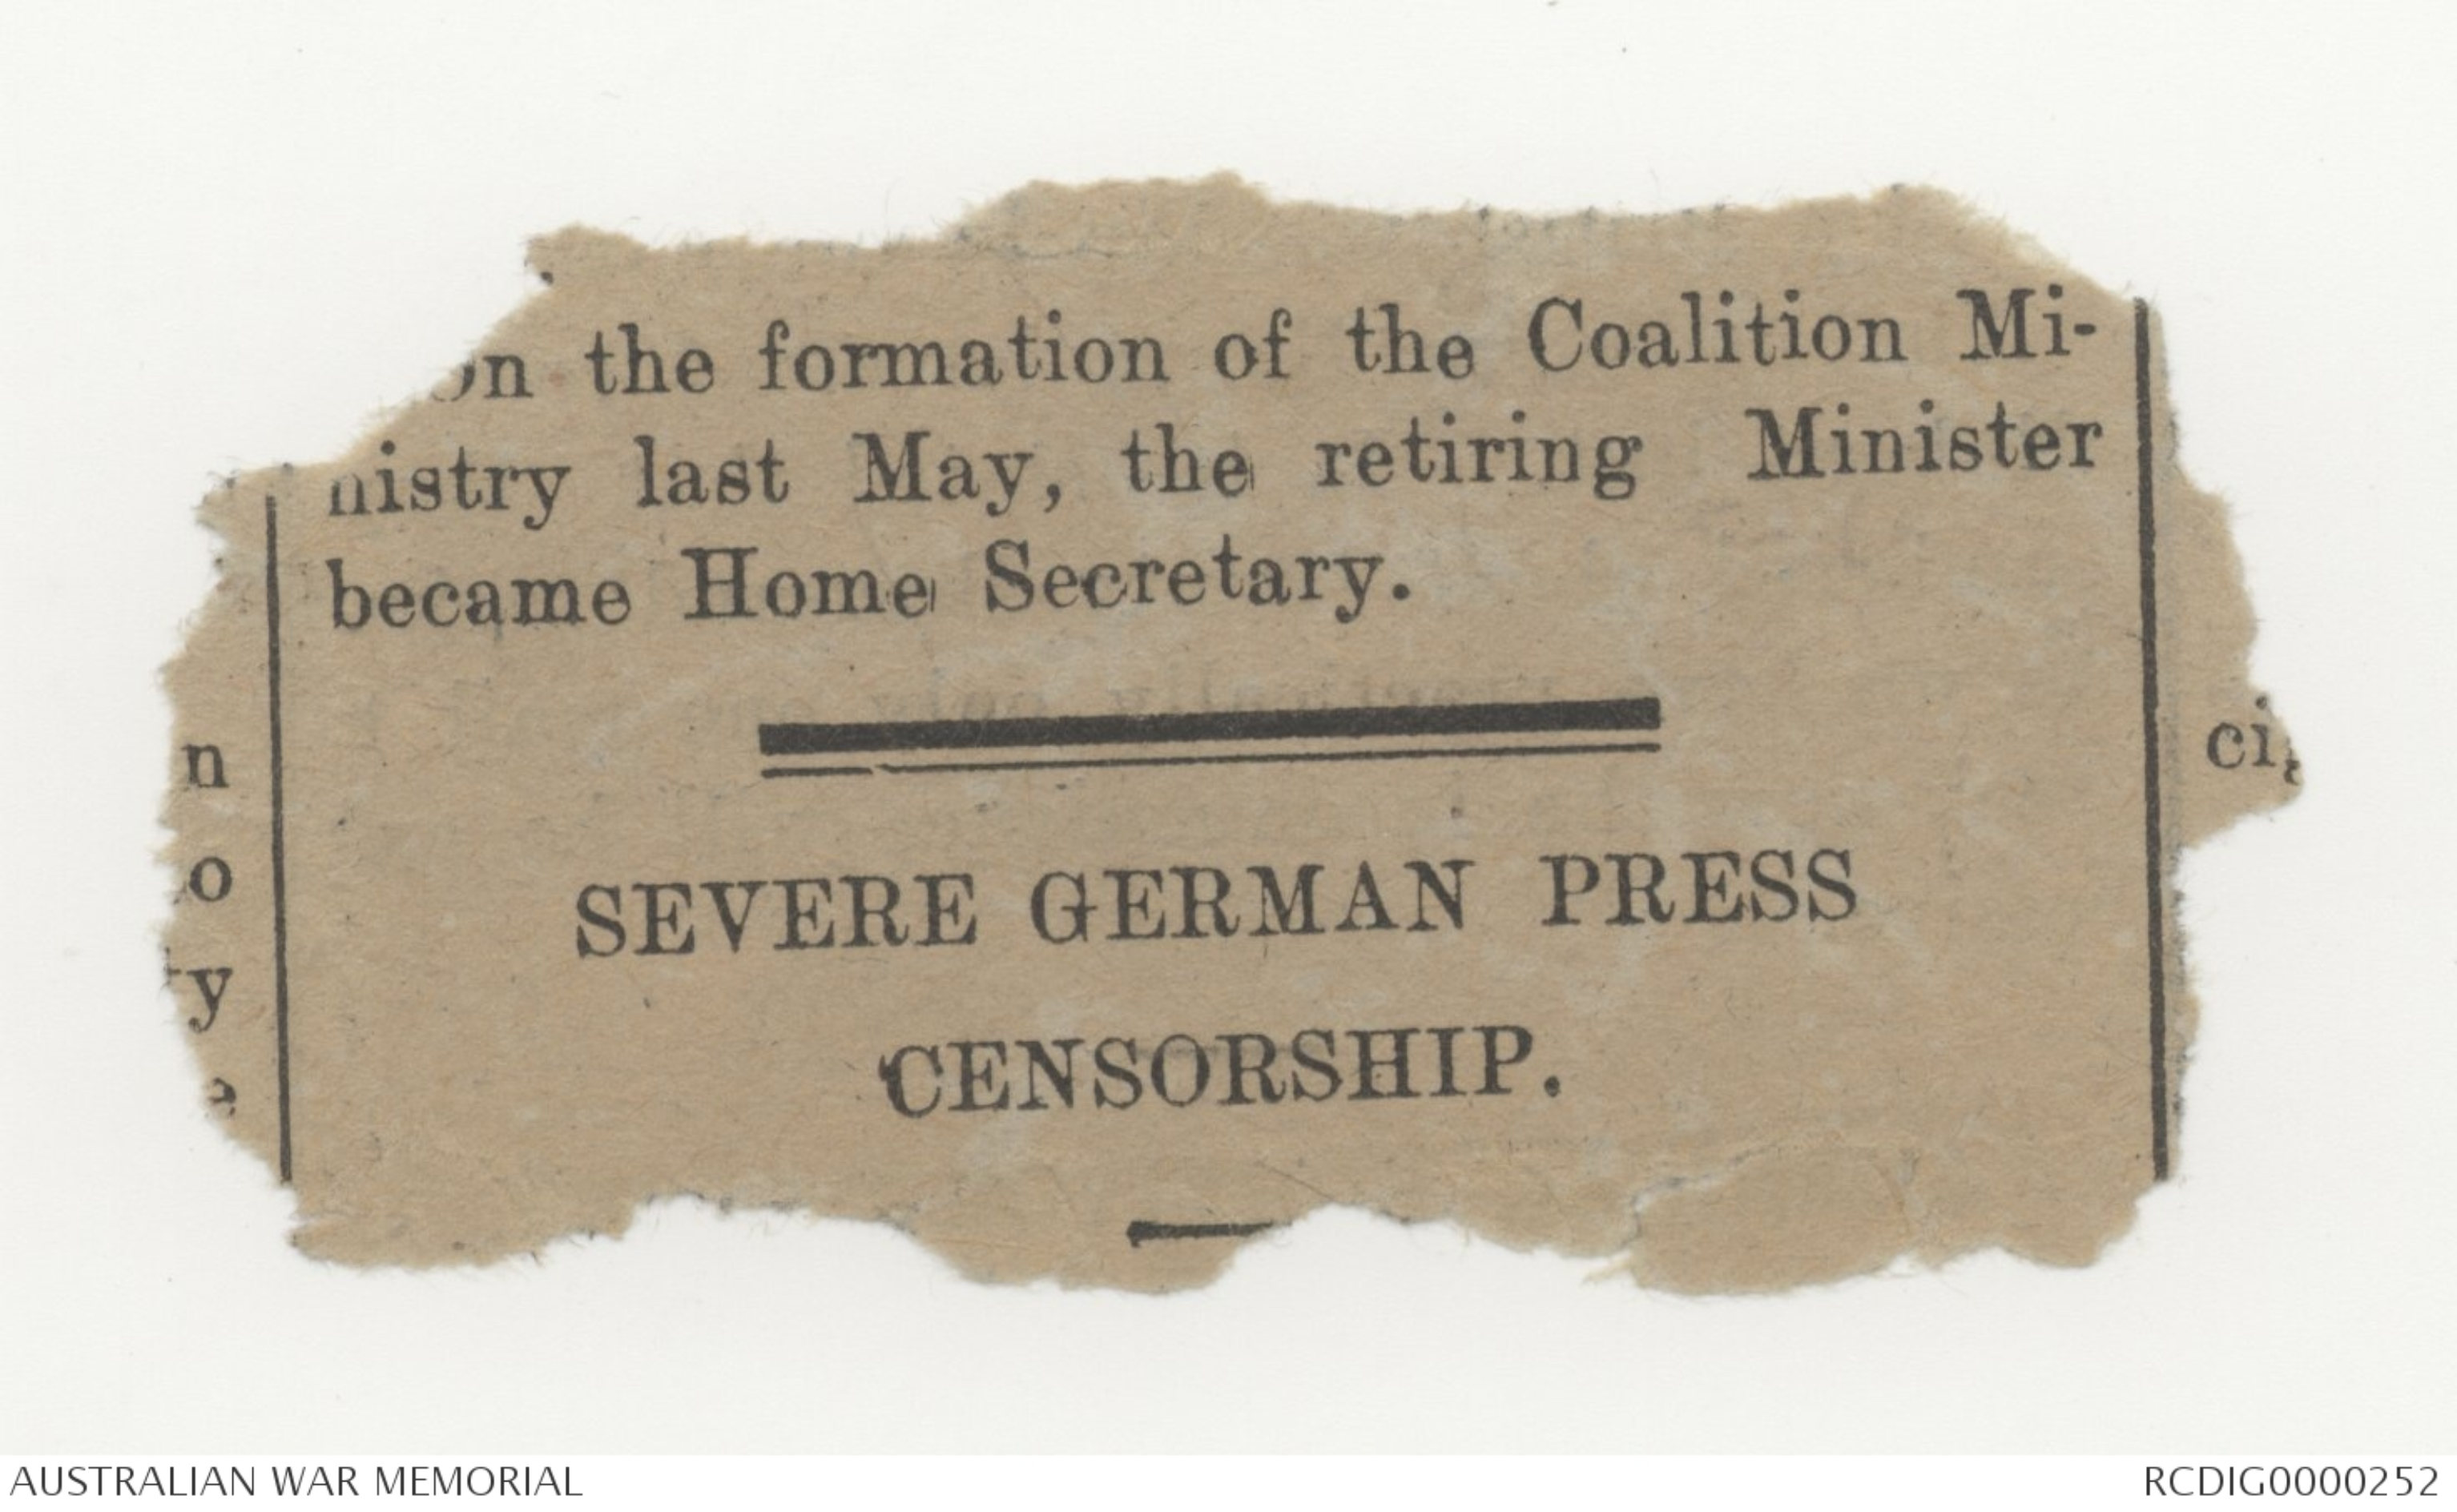 on the formation of the Coalition Mi-
nistry last May, the retiring Minister
became Home Secretary.
SEVERE GERMAN PRESS
CENSORSHIP.
n
o
y
e
ci
AUSTRALIAN WAR MEMORIAL
RCDIG0000252